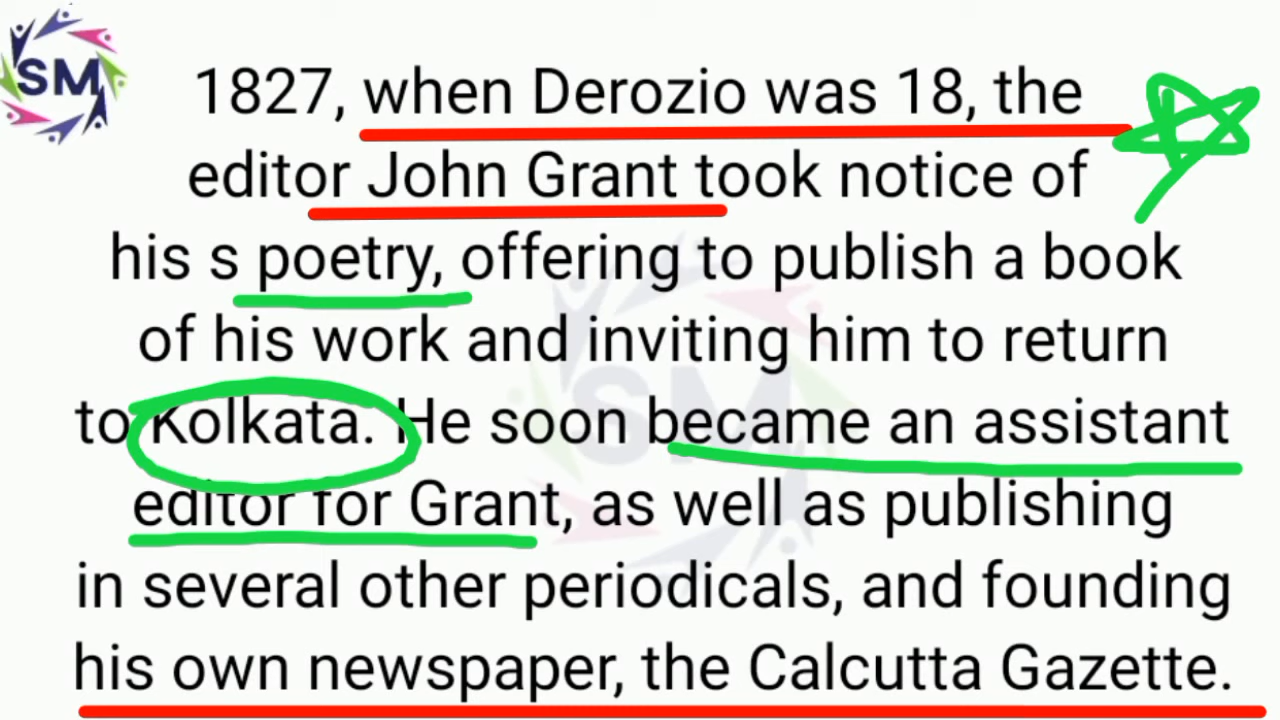 SM
1827, when Derozio was 18, the
editor John Grant took notice of
his s poetry, offering to publish a book
of his work and inviting him to return
to Kolkata. He soon became an assistant
editor for Grant, as well as publishing
in several other periodicals, and founding
his own newspaper, the Calcutta Gazette.
SM